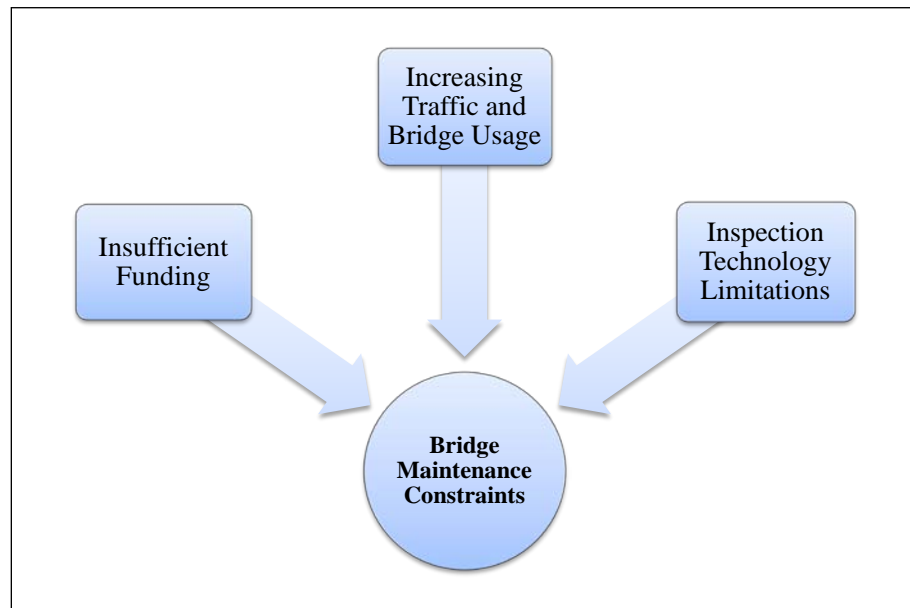 Increasing
Traffic and
Bridge Usage
Insufficient
Funding
Inspection
Technology
Limitations
Bridge
Maintenance
Constraints